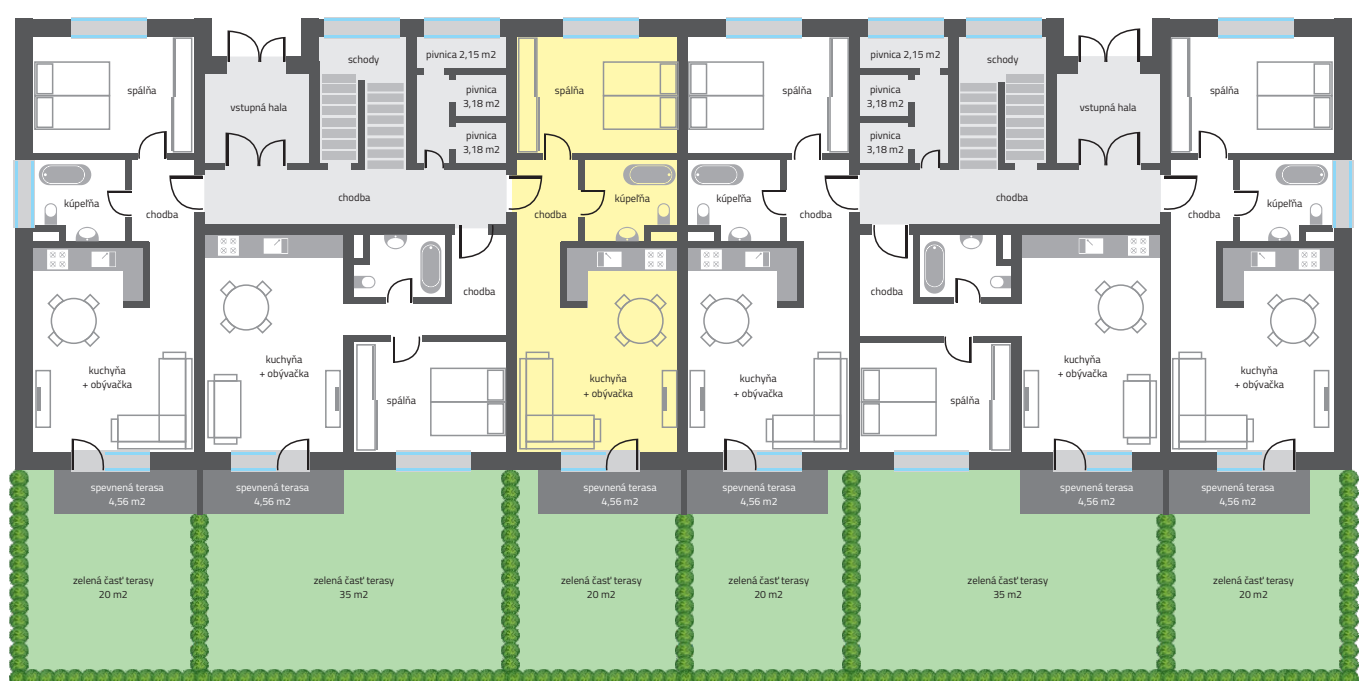 schody
pivnica 2,15 m2
pivnica 2,15 m2
schody
spálňa
vstupná hala
pivnica
3,18 m2
spálňa
spálňa
pivnica
3,18 m2
vstupná hala
spálňa
pivnica
3,18 m2
pivnica
3,18 m2
kúpeľňa
chodba
chodba
chodba
kúpeľňa
kúpeľňa
chodba
chodba
chodba
kúpeľňa
chodba
chodba
kuchyňa
+ obývačka
kuchyňa
+ obývačka
spálňa
kuchyňa
+ obývačka
kuchyňa
+ obývačka
spálňa
kuchyňa
+ obývačka
kuchyňa
+ obývačka
spevnená terasa
4,56 m2
spevnená terasa
4,56 m2
spevnená terasa
4,56 m2
spevnená terasa
4,56 m2
spevnená terasa
4,56 m2
spevnená terasa
4,56 m2
zelená časť terasy
20 m2
zelená časť terasy
35 m2
zelená časť terasy
20 m2
zelená časť terasy
20 m2
zelená časť terasy
35 m2
zelená časť terasy
20 m2